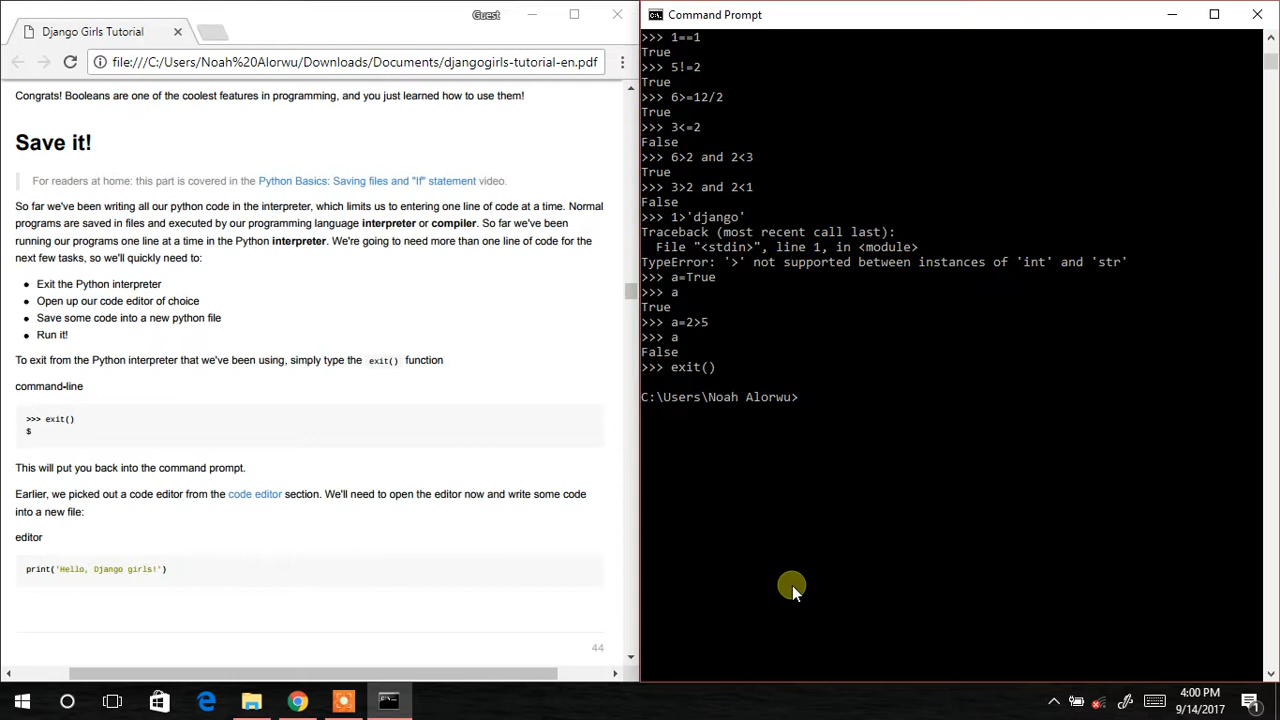 Guest
Django Girls Tutorial
file:///C:/Users/Noah%20Alorwu/Downloads/Documents/djangogirls-tutorial-en.pdf
Congrats! Booleans are one of the coolest features in programming, and you just learned how to use them!
Save it!
For readers at home: this part is covered in the Python Basics: Saving files and "If" statement video.
So far we've been writing all our python code in the interpreter, which limits us to entering one line of code at a time. Normal
programs are saved in files and executed by our programming language interpreter or compiler. So far we've been
running our programs one line at a time in the Python interpreter. We're going to need more than one line of code for the
next few tasks, so we'll quickly need to:
Exit the Python interpreter
Open up our code editor of choice
Save some code into a new python file
Run it!
To exit from the Python interpreter that we've been using, simply type the exit() function
command-line
>>> exit()
$
This will put you back into the command prompt.
Earlier, we picked out a code editor from the code editor section. We'll need to open the editor now and write some code
into a new file:
editor
print('Hello, Django girls!')
44
Command Prompt
>>> 1==1
True
>>> 5!=2
True
>>> 6>=12/2
True
>>> 3<=2
False
>>> 6>2 and 2<3
True
>>> 3>2 and 2<1
False
>>> 1>'django'
Traceback (most recent call last):
  File "<stdin>", line 1, in <module>
TypeError: '>' not supported between instances of 'int' and 'str'
>>> a=True
>>> a
True
>>> a=2>5
>>> a
False
>>> exit()
C:\Users\Noah Alorwu>
4:00 PM
9/14/2017
1